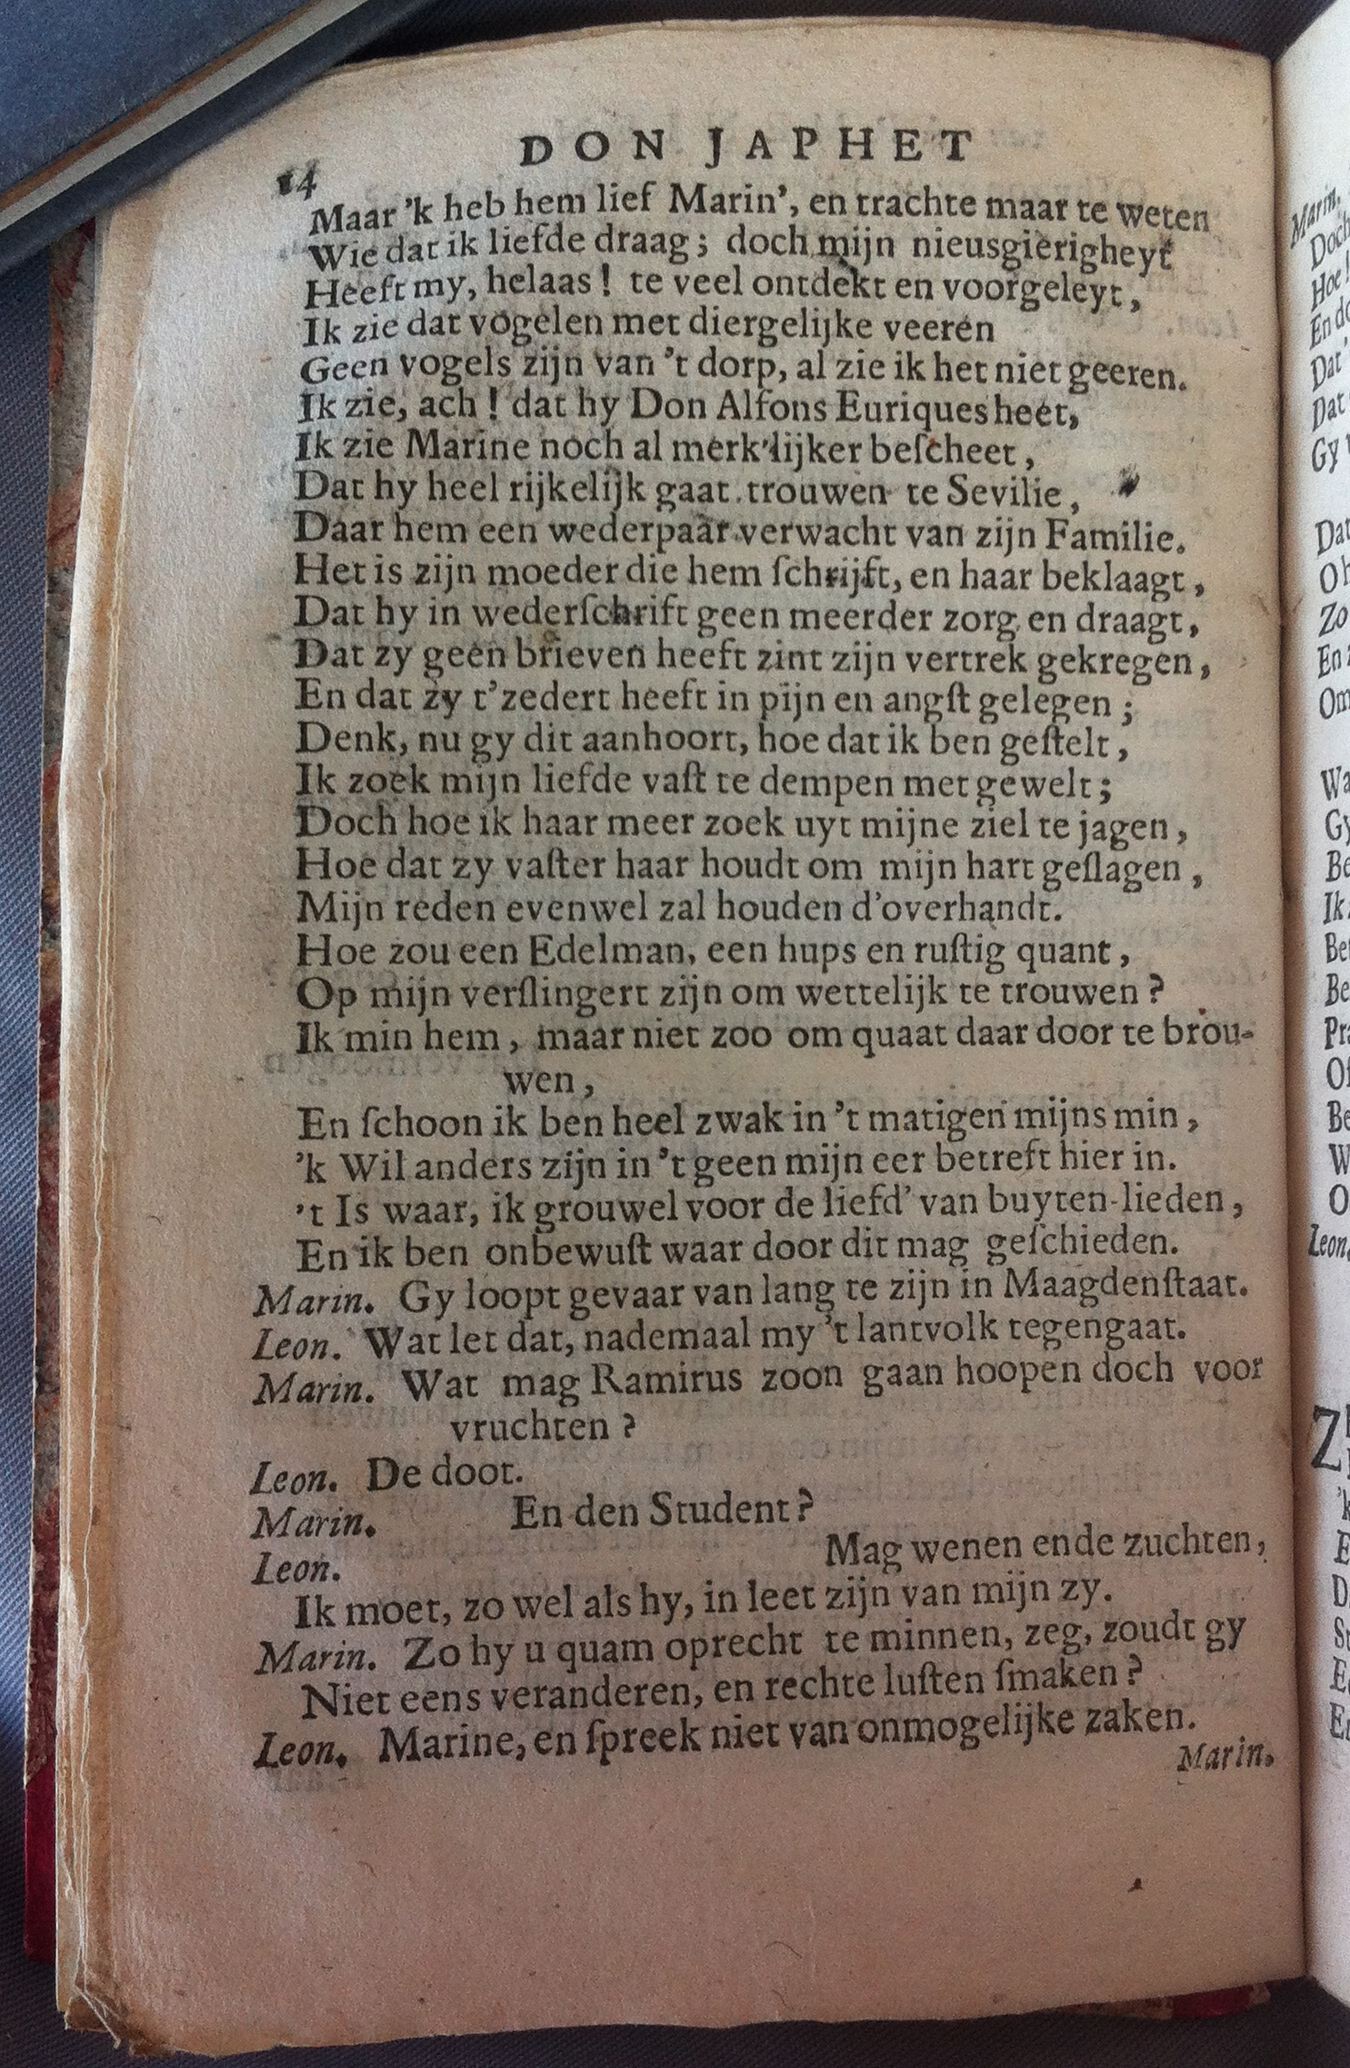 DON JAPHET
14
Maar 'k heb hem lief Marin', en trachte maar te weten
Wie dat ik liefde draag; doch mijn nieusgierigheyt
Heeft my, helaas! te veel ontdekt en voorgeleyt,
Ik zie dat vogelen met diergelijke veeren
Geen vogels zijn van 't dorp, al zie ik het niet geeren.
Ik zie, ach! dat hy Don Alfons Euriques heet,
Ik zie Marine noch al merk'lijker beſcheet,
Dat hy heel rijkelijk gaat trouwen te Sevilie,
Daar hem een wederpaar verwacht van zijn Familie.
Het is zijn moeder die hem ſchrijft, en haar beklaagt,
Dat hy in wederſchrift geen meerder zorg en draagt,
Dat zy geen brieven heeft zint zijn vertrek gekregen,
En dat zy t'zedert heeft in pijn en angſt gelegen;
Denk, nu gy dit aanhoort, hoe dat ik ben geſtelt,
Ik zoek mijn liefde vaſt te dempen met gewelt;
Doch hoe ik haar meer zoek uyt mijne ziel te jagen,
Hoe dat zy vaſter haar houdt om mijn hart geſlagen,
Mijn reden evenwel zal houden d'overhandt.
Hoe zou een Edelman, een hups en ruſtig quant,
Op mijn verſlingert zijn om wettelijk te trouwen?
Ik min hem, maar niet zoo om quaat daar door te brou-
wen,
En ſchoon ik ben heel zwak in 't matigen mijns min,
'k Wil anders zijn in 't geen mijn eer betreft hier in.
't Is waar, ik grouwel voor de liefd' van buyten-lieden,
En ik ben onbewuſt waar door dit mag geſchieden.
Marin. Gy loopt gevaar van lang te zijn in Maagdenſtaat.
Leon. Wat let dat, nademaal my 't lantvolk tegengaat.
Marin. Wat mag Ramirus zoon gaan hoopen doch voor
vruchten?
Leon. De doot.
Marin. En den Student?
Leon. Mag wenen ende zuchten,
Ik moet, zo wel als hy, in leet zijn van mijn zy.
Marin. Zo hy u quam oprecht te minnen, zeg, zoudt gy
Niet eens veranderen, en rechte luſten ſmaken?
Leon. Marine, en ſpreek niet van onmogelijke zaken.
Marin.